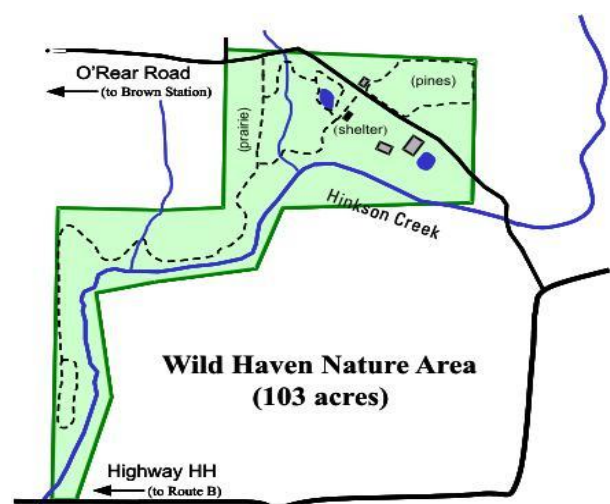 O'Rear Road
(to Brown Station)
(prairie)
(pines)
(shelter)
Hinkson Creek
Wild Haven Nature Area
(103 acres)
Highway HH
(to Route B)